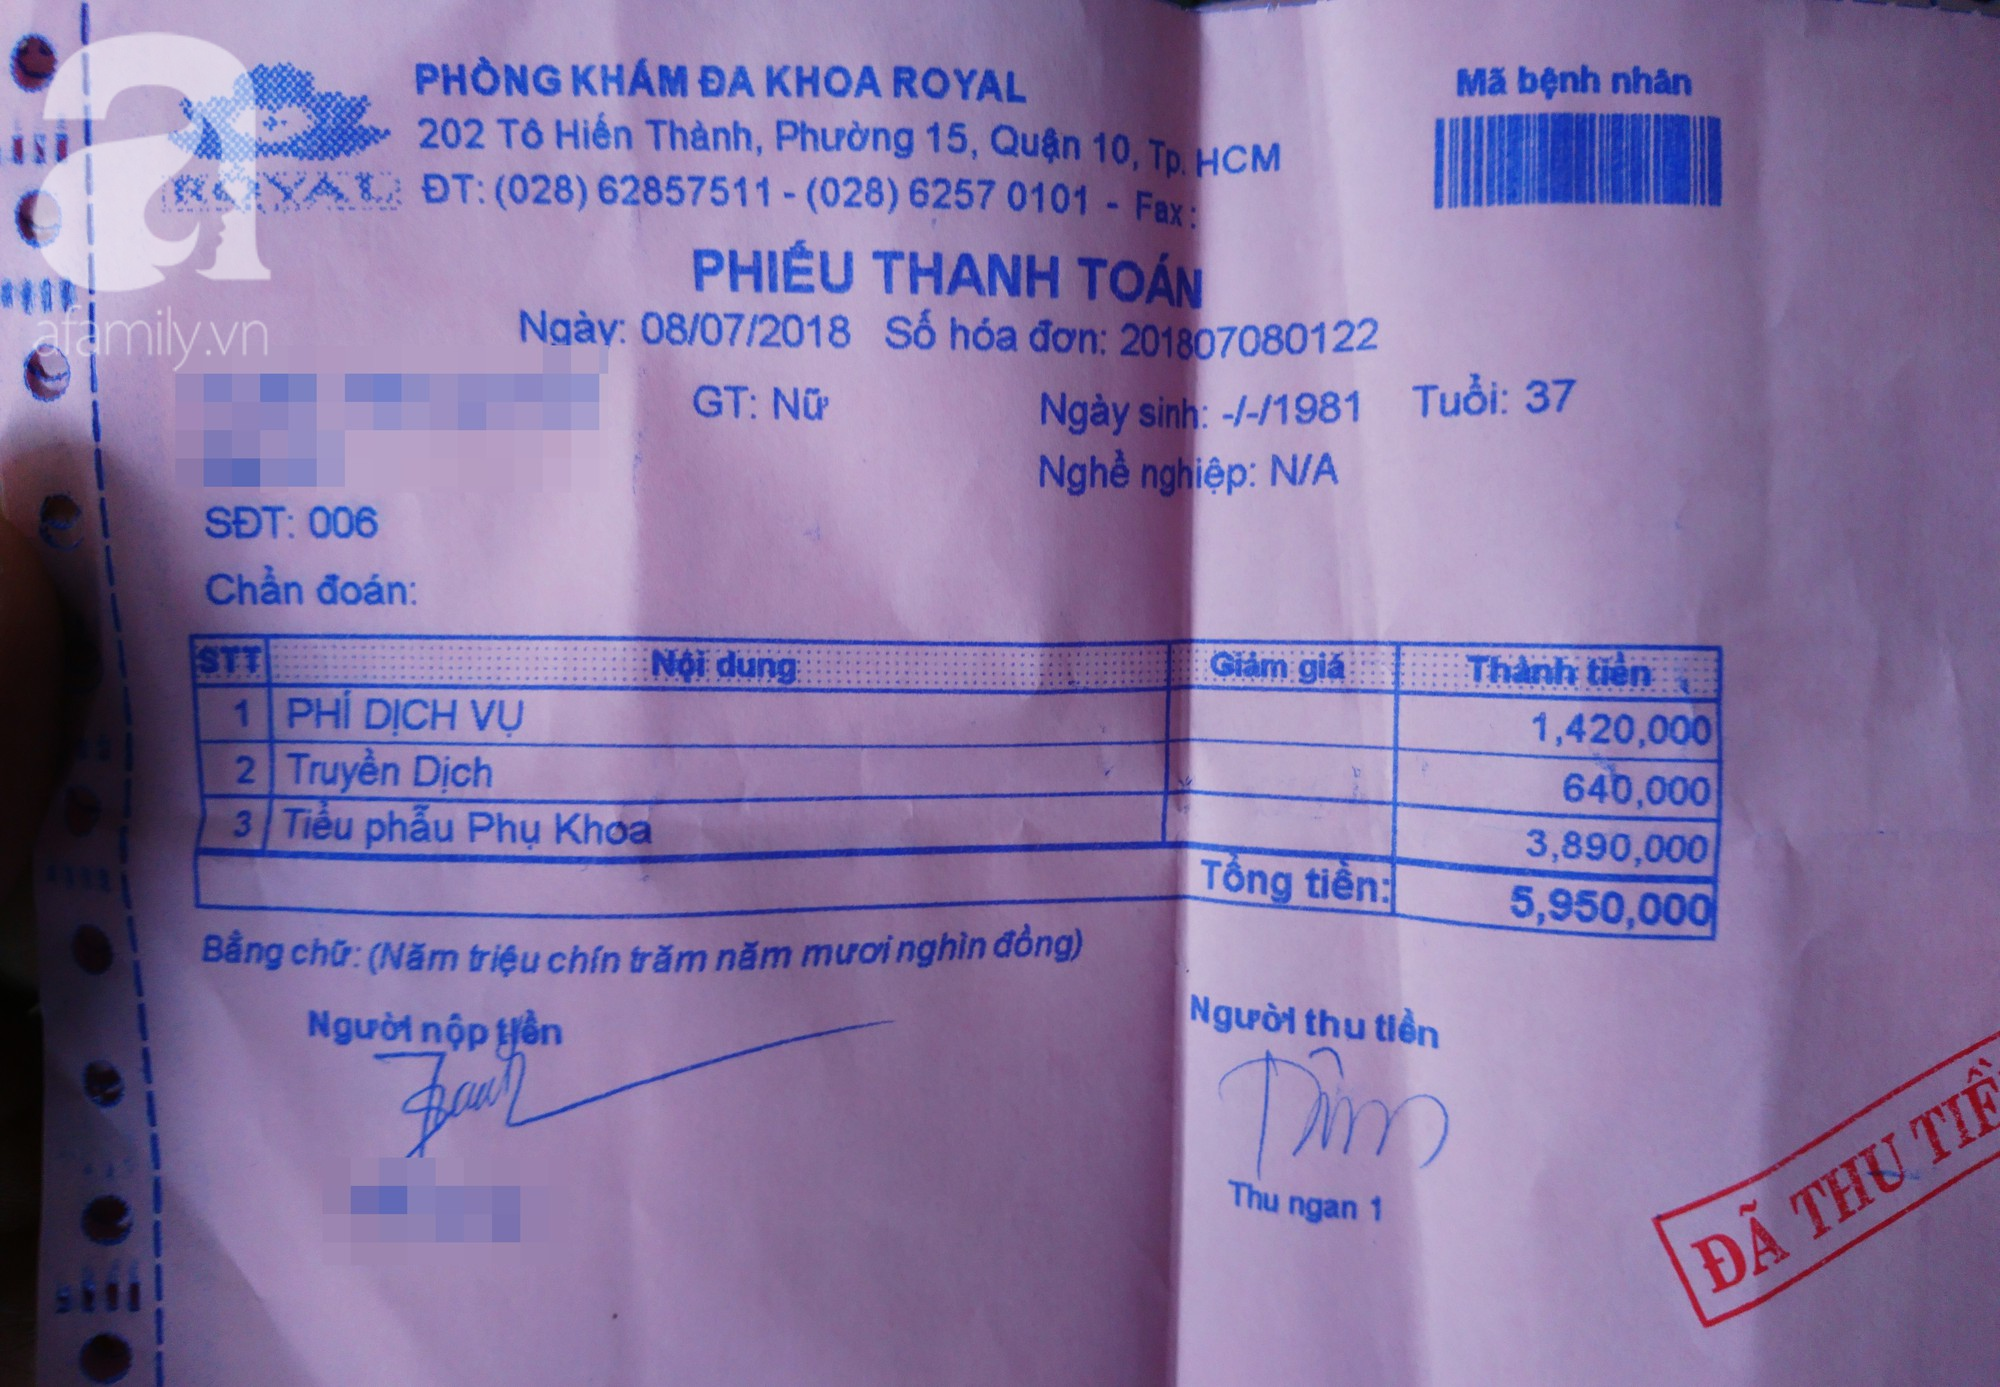 PHÒNG KHÁM ĐA KHOA ROYAL
202 Tô Hiến Thành, Phường 15, Quận 10, Tp. HCM
ĐT: (028) 62857511 - (028) 6257 0101 - Fax:
ROYAL
Mã bệnh nhân
afamily.vn
PHIẾU THANH TOÁN
Ngày: 08/07/2018 Số hóa đơn: 201807080122
GT: Nữ Ngày sinh: -/-/1981 Tuổi: 37
Nghề nghiệp: N/A
SĐT: 006
Chẩn đoán:
STT Nội dung Giảm giá Thành tiền
1 PHÍ DỊCH VỤ 1,420,000
2 Truyền Dịch 640,000
3 Tiểu phẫu Phụ Khoa 3,890,000
Tổng tiền: 5,950,000
Bằng chữ: (Năm triệu chín trăm năm mươi nghìn đồng)
Người nộp tiền Người thu tiền
Thu ngan 1
ĐÃ THU TIỀ